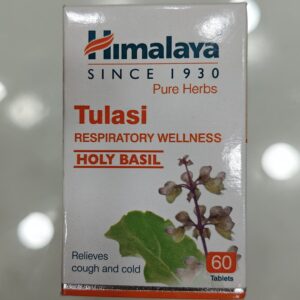 Himalaya
SINCE 1930
Pure Herbs
Tulasi
RESPIRATORY WELLNESS
HOLY BASIL
Relieves
cough and cold
60
Tablets